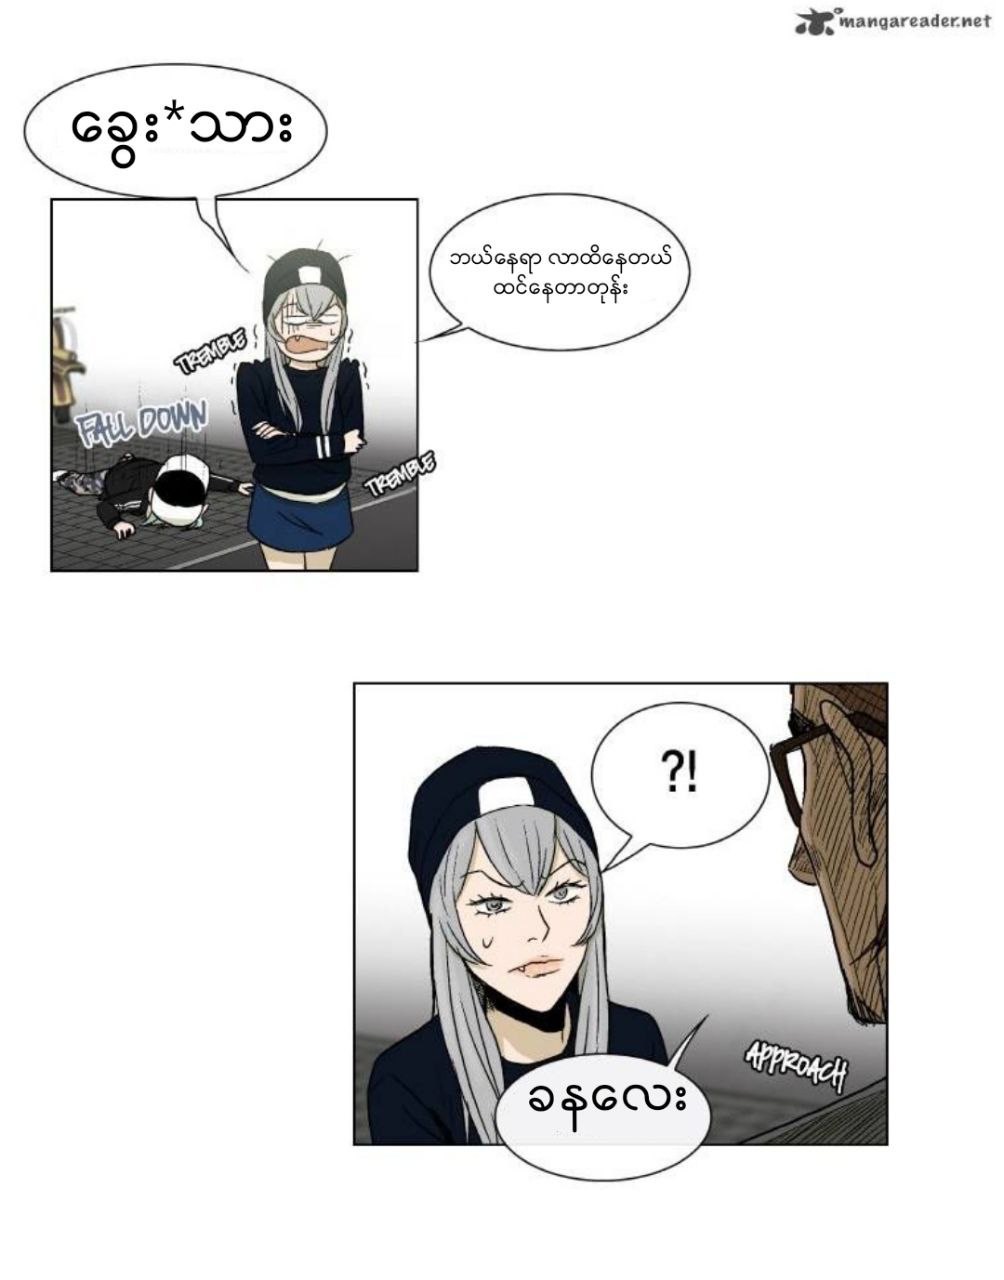 mangareader.net
ခွေး*သား
ဘယ်နေရာ လာထိနေတယ်
ထင်နေတာတုန်း
TREMBLE
FALL DOWN
TREMBLE
?!
APPROACH
ခနလေး